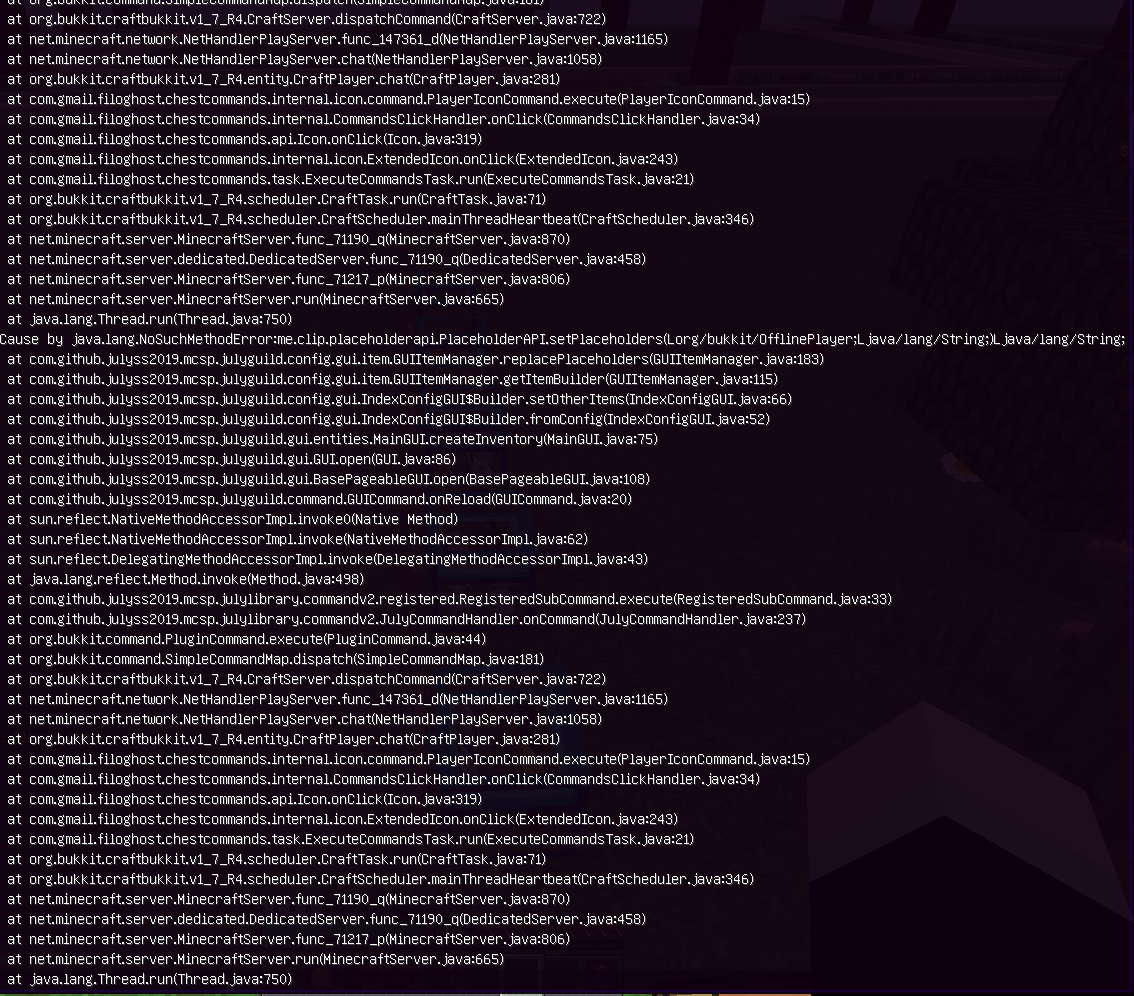 at org.bukkit.command.SimpleCommandMap.dispatch(SimpleCommandMap.java:181)
at org.bukkit.craftbukkit.v1_7_R4.CraftServer.dispatchCommand(CraftServer.java:722)
at net.minecraft.network.NetHandlerPlayServer.func_147361_d(NetHandlerPlayServer.java:1165)
at net.minecraft.network.NetHandlerPlayServer.chat(NetHandlerPlayServer.java:1058)
at org.bukkit.craftbukkit.v1_7_R4.entity.CraftPlayer.chat(CraftPlayer.java:281)
at com.gmail.filoghost.chestcommands.internal.icon.command.PlayerIconCommand.execute(PlayerIconCommand.java:15)
at com.gmail.filoghost.chestcommands.internal.CommandsClickHandler.onClick(CommandsClickHandler.java:34)
at com.gmail.filoghost.chestcommands.api.Icon.onClick(Icon.java:319)
at com.gmail.filoghost.chestcommands.internal.icon.ExtendedIcon.onClick(ExtendedIcon.java:243)
at com.gmail.filoghost.chestcommands.task.ExecuteCommandsTask.run(ExecuteCommandsTask.java:21)
at org.bukkit.craftbukkit.v1_7_R4.scheduler.CraftTask.run(CraftTask.java:71)
at org.bukkit.craftbukkit.v1_7_R4.scheduler.CraftScheduler.mainThreadHeartbeat(CraftScheduler.java:346)
at net.minecraft.server.MinecraftServer.func_71190_q(MinecraftServer.java:870)
at net.minecraft.server.dedicated.DedicatedServer.func_71190_q(DedicatedServer.java:458)
at net.minecraft.server.MinecraftServer.func_71217_p(MinecraftServer.java:806)
at net.minecraft.server.MinecraftServer.run(MinecraftServer.java:665)
at java.lang.Thread.run(Thread.java:750)
Cause by java.lang.NoSuchMethodError:me.clip.placeholderapi.PlaceholderAPI.setPlaceholders(Lorg/bukkit/OfflinePlayer;Ljava/lang/String;)Ljava/lang/String;
at com.github.julyss2019.mcsp.julyguild.config.gui.item.GUIItemManager.replacePlaceholders(GUIItemManager.java:183)
at com.github.julyss2019.mcsp.julyguild.config.gui.item.GUIItemManager.getItemBuilder(GUIItemManager.java:115)
at com.github.julyss2019.mcsp.julyguild.config.gui.IndexConfigGUI$Builder.setOtherItems(IndexConfigGUI.java:66)
at com.github.julyss2019.mcsp.julyguild.config.gui.IndexConfigGUI$Builder.fromConfig(IndexConfigGUI.java:52)
at com.github.julyss2019.mcsp.julyguild.gui.entities.MainGUI.createInventory(MainGUI.java:75)
at com.github.julyss2019.mcsp.julyguild.gui.GUI.open(GUI.java:86)
at com.github.julyss2019.mcsp.julyguild.gui.BasePageableGUI.open(BasePageableGUI.java:108)
at com.github.julyss2019.mcsp.julyguild.command.GUICommand.onReload(GUICommand.java:20)
at sun.reflect.NativeMethodAccessorImpl.invoke0(Native Method)
at sun.reflect.NativeMethodAccessorImpl.invoke(NativeMethodAccessorImpl.java:62)
at sun.reflect.DelegatingMethodAccessorImpl.invoke(DelegatingMethodAccessorImpl.java:43)
at java.lang.reflect.Method.invoke(Method.java:498)
at com.github.julyss2019.mcsp.julylibrary.commandv2.registered.RegisteredSubCommand.execute(RegisteredSubCommand.java:33)
at com.github.julyss2019.mcsp.julylibrary.commandv2.JulyCommandHandler.onCommand(JulyCommandHandler.java:237)
at org.bukkit.command.PluginCommand.execute(PluginCommand.java:44)
at org.bukkit.command.SimpleCommandMap.dispatch(SimpleCommandMap.java:181)
at org.bukkit.craftbukkit.v1_7_R4.CraftServer.dispatchCommand(CraftServer.java:722)
at net.minecraft.network.NetHandlerPlayServer.func_147361_d(NetHandlerPlayServer.java:1165)
at net.minecraft.network.NetHandlerPlayServer.chat(NetHandlerPlayServer.java:1058)
at org.bukkit.craftbukkit.v1_7_R4.entity.CraftPlayer.chat(CraftPlayer.java:281)
at com.gmail.filoghost.chestcommands.internal.icon.command.PlayerIconCommand.execute(PlayerIconCommand.java:15)
at com.gmail.filoghost.chestcommands.internal.CommandsClickHandler.onClick(CommandsClickHandler.java:34)
at com.gmail.filoghost.chestcommands.api.Icon.onClick(Icon.java:319)
at com.gmail.filoghost.chestcommands.internal.icon.ExtendedIcon.onClick(ExtendedIcon.java:243)
at com.gmail.filoghost.chestcommands.task.ExecuteCommandsTask.run(ExecuteCommandsTask.java:21)
at org.bukkit.craftbukkit.v1_7_R4.scheduler.CraftTask.run(CraftTask.java:71)
at org.bukkit.craftbukkit.v1_7_R4.scheduler.CraftScheduler.mainThreadHeartbeat(CraftScheduler.java:346)
at net.minecraft.server.MinecraftServer.func_71190_q(MinecraftServer.java:870)
at net.minecraft.server.dedicated.DedicatedServer.func_71190_q(DedicatedServer.java:458)
at net.minecraft.server.MinecraftServer.func_71217_p(MinecraftServer.java:806)
at net.minecraft.server.MinecraftServer.run(MinecraftServer.java:665)
at java.lang.Thread.run(Thread.java:750)